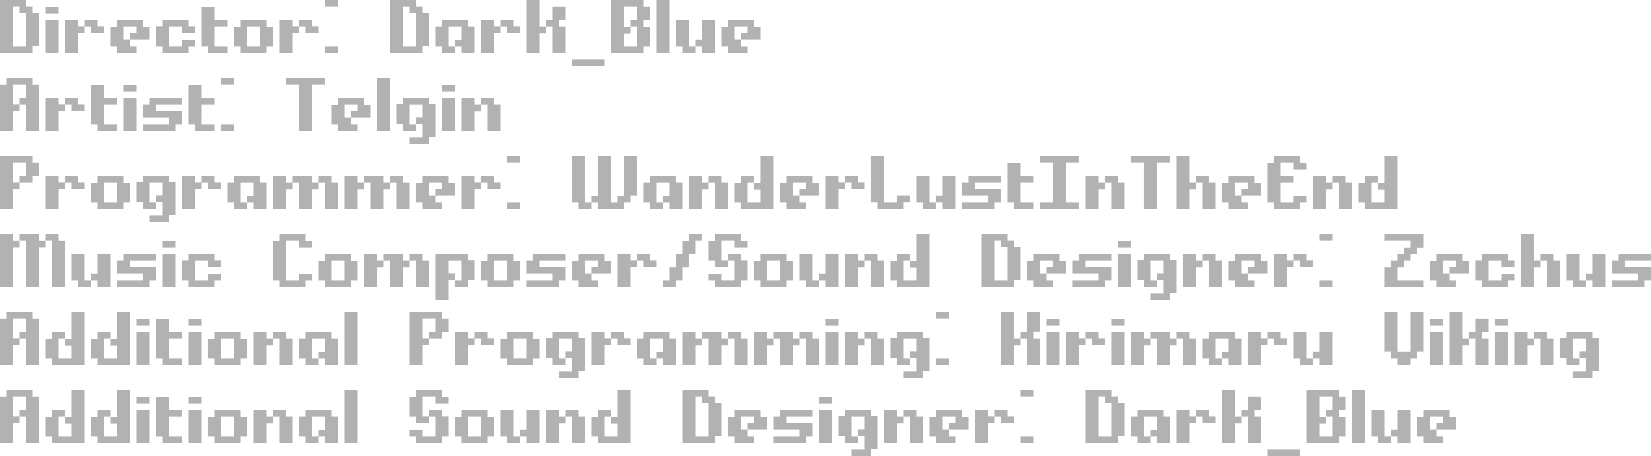 Director: Dark_Blue
Artist: Telgin
Programmer: WanderLustInTheEnd
Music Composer/Sound Designer: Zechus
Additional Programming: Kirimaru Viking
Additional Sound Designer: Dark_Blue